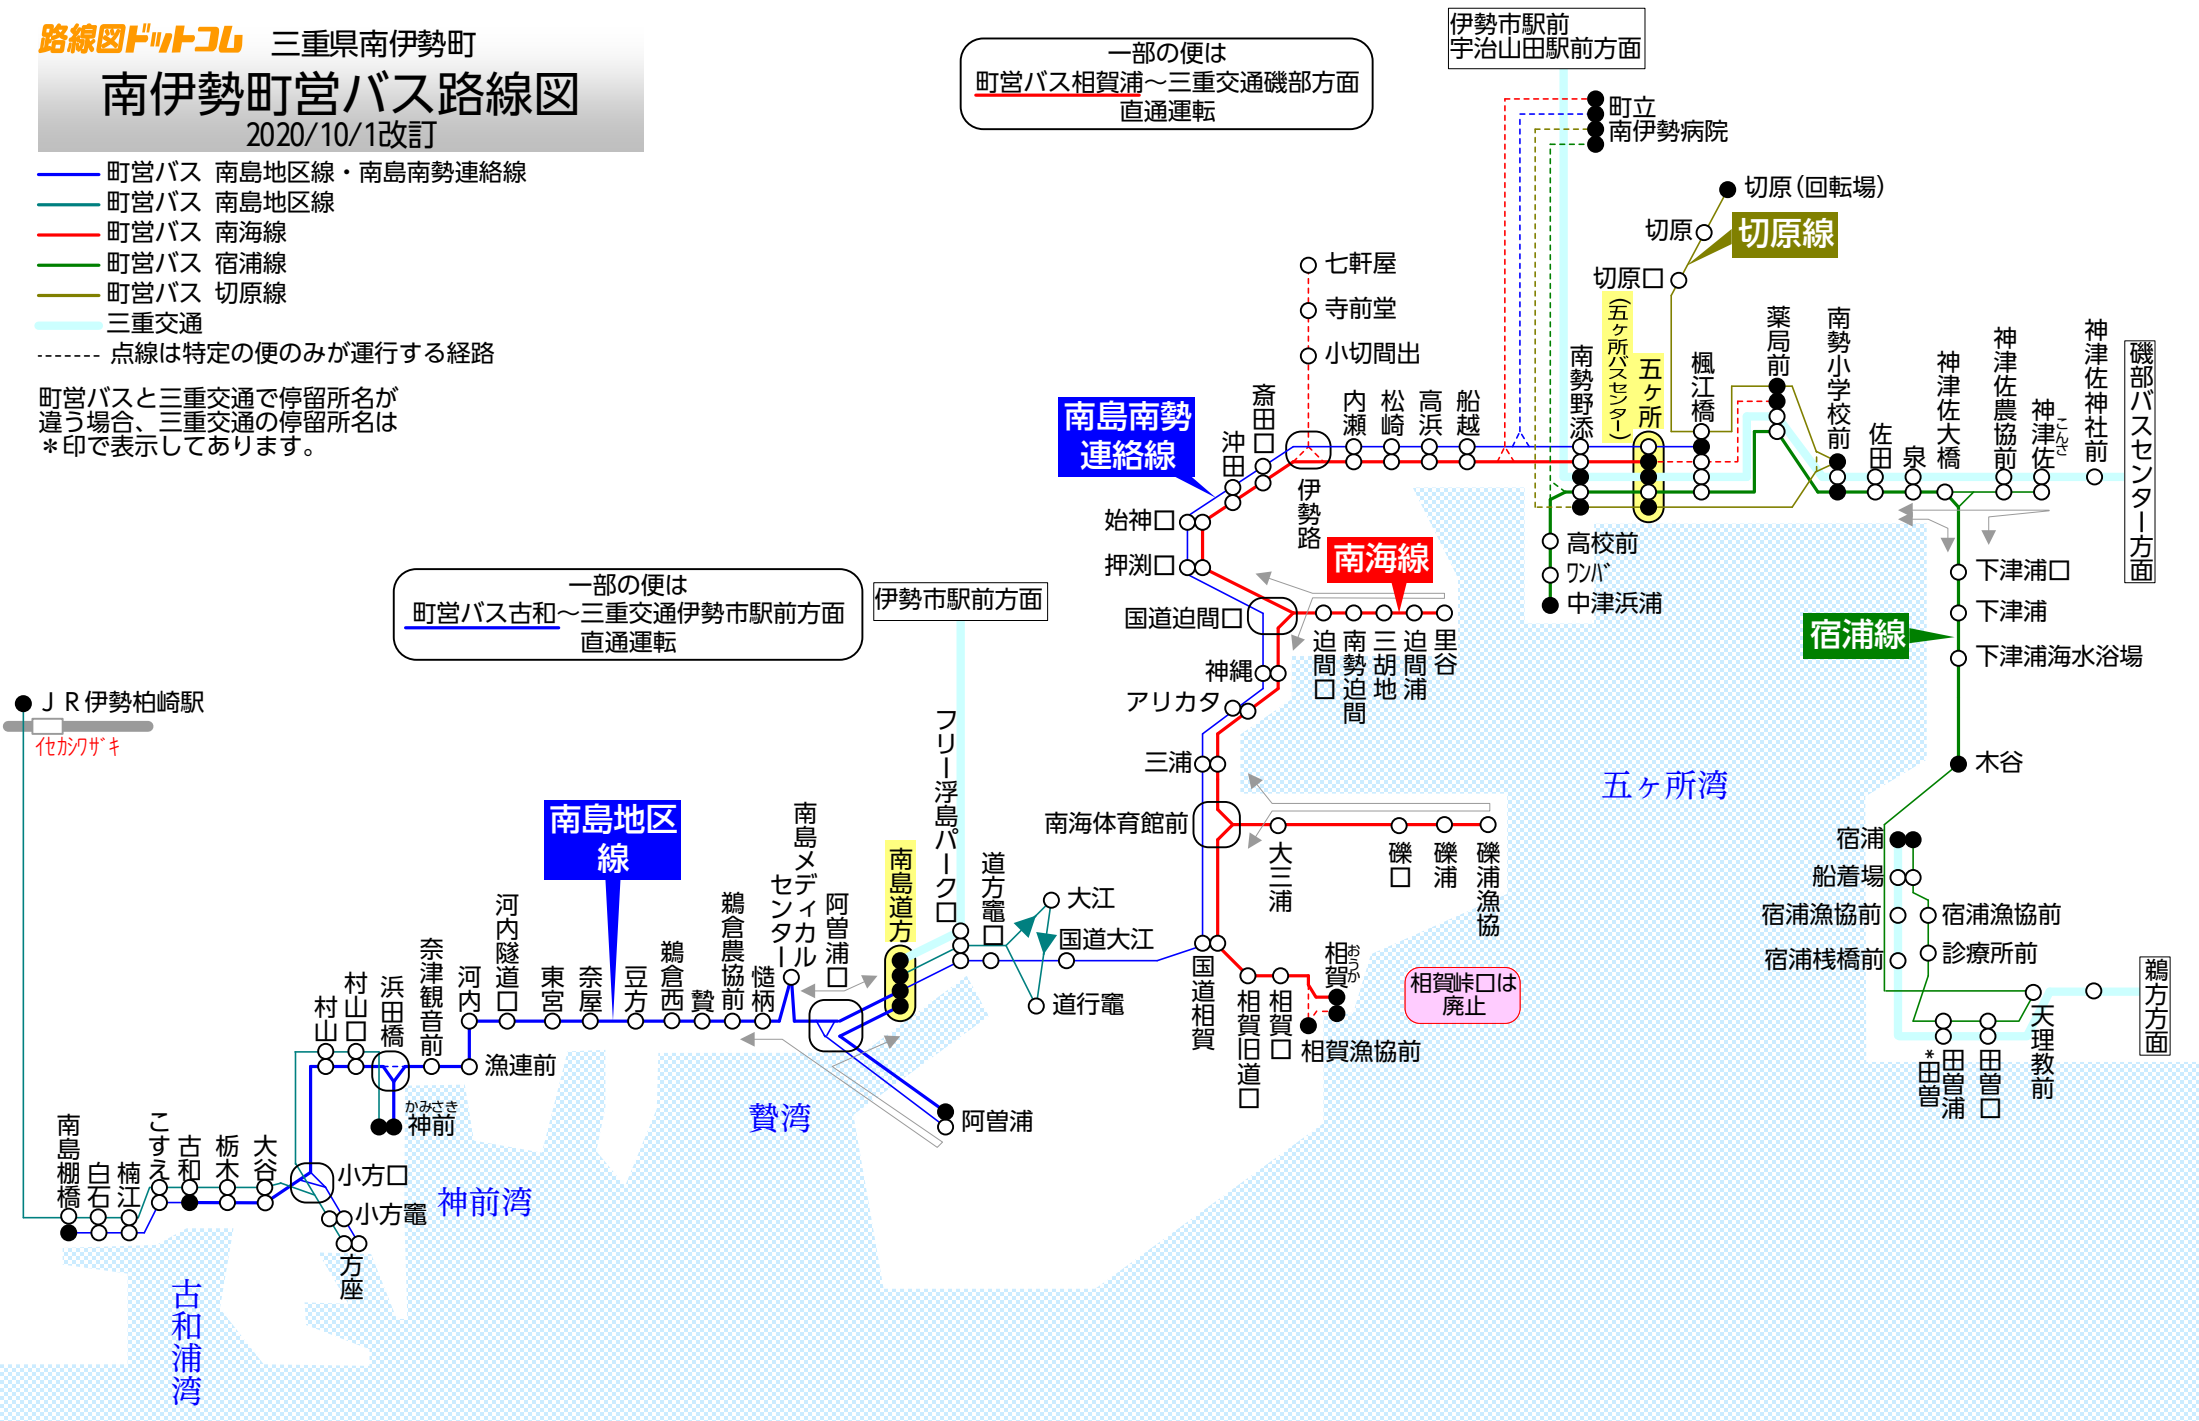 路線図ドットコム
三重県南伊勢町
南伊勢町営バス路線図
2020/10/1改訂
町営バス 南島地区線・南島南勢連絡線
町営バス 南島地区線
町営バス 南海線
町営バス 宿浦線
町営バス 切原線
三重交通
点線は特定の便のみが運行する経路
町営バスと三重交通で停留所名が
違う場合、三重交通の停留所名は
＊印で表示してあります。
一部の便は
町営バス相賀浦～三重交通磯部方面
直通運転
伊勢市駅前
宇治山田駅前方面
町立
南伊勢病院
切原(回転場)
切原
切原線
切原口
七軒屋
寺前堂
小切間出
南島南勢
連絡線
沖田
斎田口
伊勢路
内瀬
松崎
高浜
船越
南勢野添
(五ヶ所バスセンター)
五ヶ所
楓江橋
薬局前
南勢小学校前
佐田
泉
神津佐大橋
神津佐農協前
神津佐
こんさ
神津佐神社前
磯部バスセンター方面
始神口
押渕口
国道迫間口
南海線
迫間口
南勢迫間
三胡地
迫間浦
里谷
高校前
ワンバ
中津浜浦
下津浦口
下津浦
宿浦線
下津浦海水浴場
木谷
一部の便は
町営バス古和～三重交通伊勢市駅前方面
直通運転
伊勢市駅前方面
神縄
アリカタ
三浦
南海体育館前
大三浦
礫口
礫浦
礫浦漁協
五ヶ所湾
ＪＲ伊勢柏崎駅
イセカシワザキ
南島地区
線
南島メディカル
センター
阿曽浦口
南島道方
フリー浮島パーク口
道方竈口
大江
国道大江
道行竈
国道相賀
相賀旧道口
相賀口
相賀
おうか
相賀漁協前
相賀峠口は
廃止
宿浦
船着場
宿浦漁協前
宿浦漁協前
診療所前
宿浦桟橋前
*田曽
田曽浦
田曽口
天理教前
鵜方方面
村山
村山口
浜田橋
奈津観音前
河内
河内隧道口
東宮
奈屋
豆方
鵜倉西
贄
鵜倉農協前
慥柄
漁連前
かみさき
神前
贄湾
阿曽浦
南島棚橋
白石
楠江
こすえ
古和
栃木
大谷
小方口
小方竈
方座
神前湾
古和浦湾